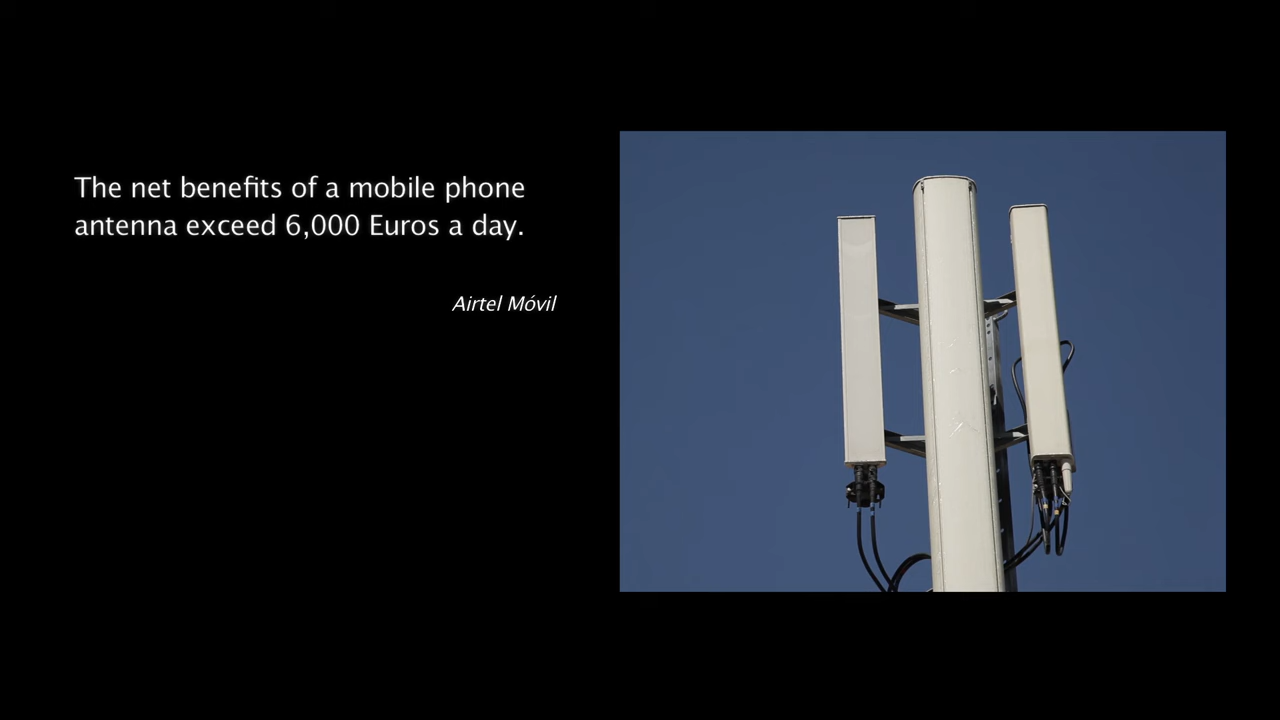 The net benefits of a mobile phone
antenna exceed 6,000 Euros a day.
Airtel Móvil